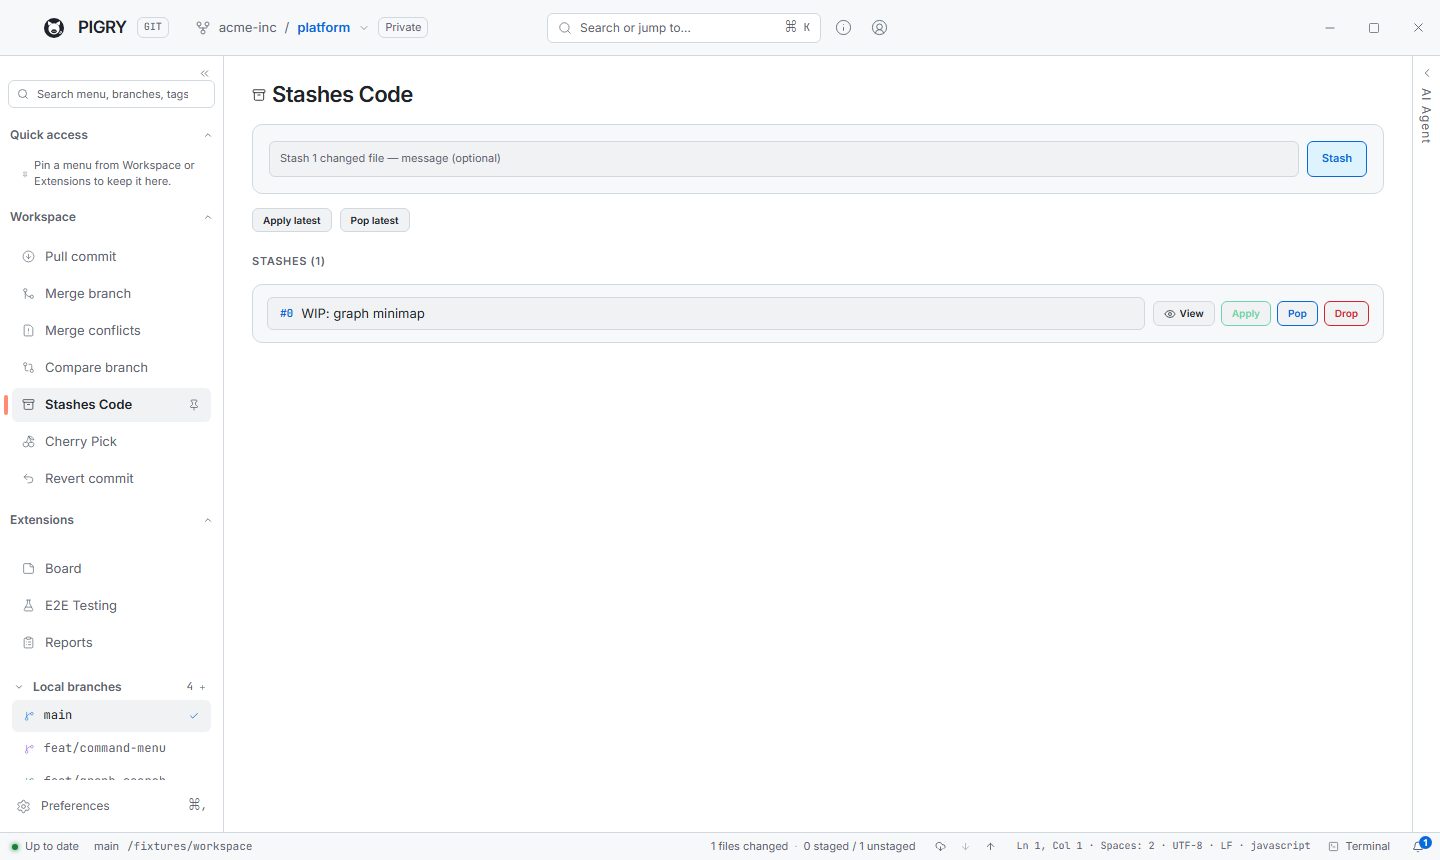 PIGRY GIT acme-inc / platform Private Search or jump to... ⌘ K
Search menu, branches, tags
Quick access
Pin a menu from Workspace or
Extensions to keep it here.
Workspace
Pull commit
Merge branch
Merge conflicts
Compare branch
Stashes Code
Cherry Pick
Revert commit
Extensions
Board
E2E Testing
Reports
Local branches 4 +
main
feat/command-menu
feat/graph-search
Preferences ⌘,
Stashes Code
Stash 1 changed file — message (optional) Stash
Apply latest Pop latest
STASHES (1)
#0 WIP: graph minimap View Apply Pop Drop
AI Agent
Up to date main /fixtures/workspace 1 files changed · 0 staged / 1 unstaged Ln 1, Col 1 · Spaces: 2 · UTF-8 · LF · javascript Terminal 1